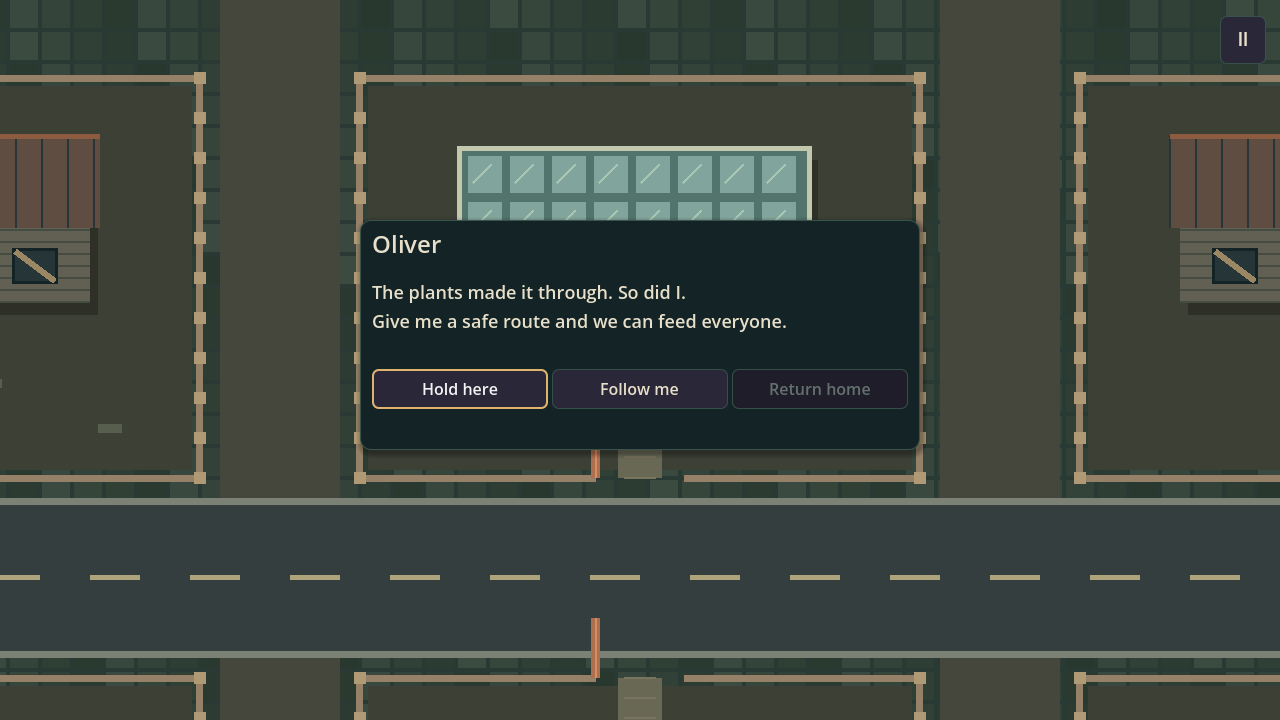 Oliver
The plants made it through. So did I.
Give me a safe route and we can feed everyone.
Hold here
Follow me
Return home